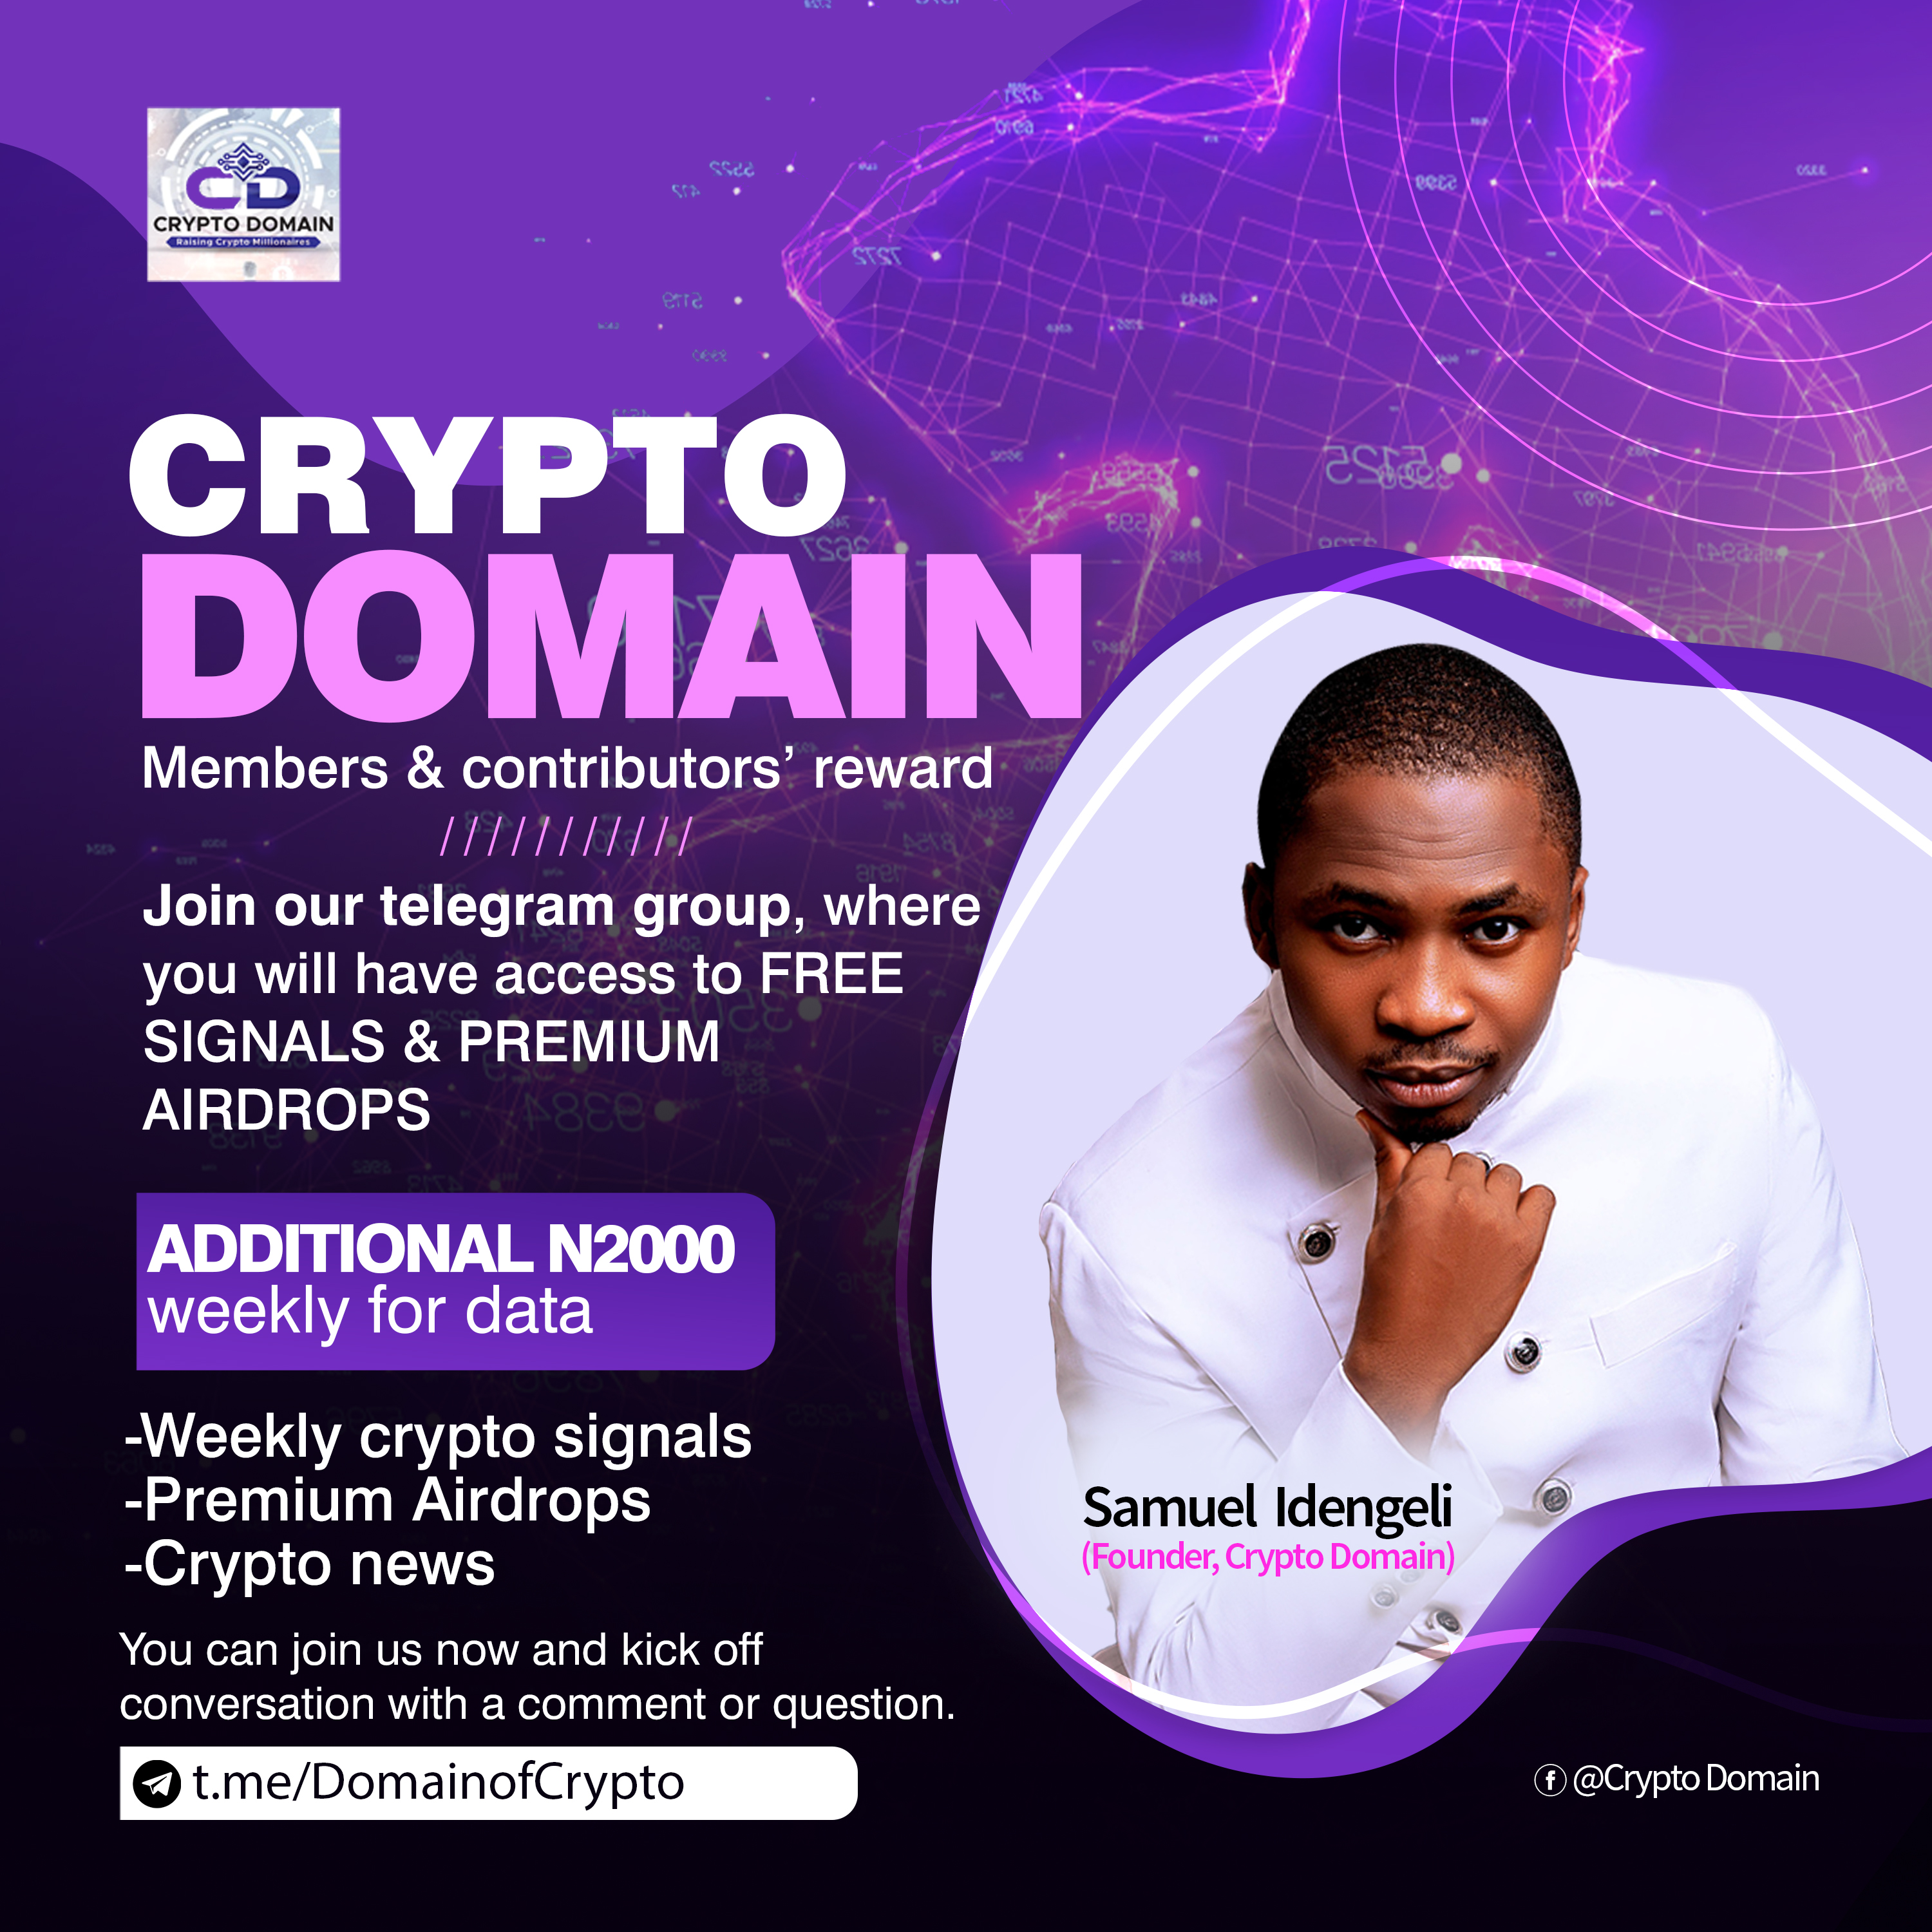 CD
CRYPTO DOMAIN
Raising Crypto Millionaires
CRYPTO
DOMAIN
Members & contributors’ reward
///////////
Join our telegram group, where
you will have access to FREE
SIGNALS & PREMIUM
AIRDROPS
ADDITIONAL N2000
weekly for data
-Weekly crypto signals
-Premium Airdrops
-Crypto news
You can join us now and kick off
conversation with a comment or question.
t.me/DomainofCrypto
Samuel Idengeli
(Founder, Crypto Domain)
@Crypto Domain